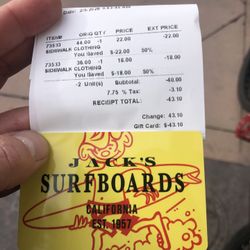 ITEM# ORIG QTY PRICE EXT PRICE
73533 44.00 -1 22.00 -22.00
SIDEWALK CLOTHING
You Saved $-22.00 50%
73533 36.00 -1 18.00 -18.00
SIDEWALK CLOTHING
You Saved $-18.00 50%
-2 Unit(s) Subtotal: -40.00
7.75 % Tax: -3.10
RECEIPT TOTAL: -43.10
Change: 43.10
Gift Card: $-43.10
JACK'S
SURFBOARDS
CALIFORNIA
EST. 1957